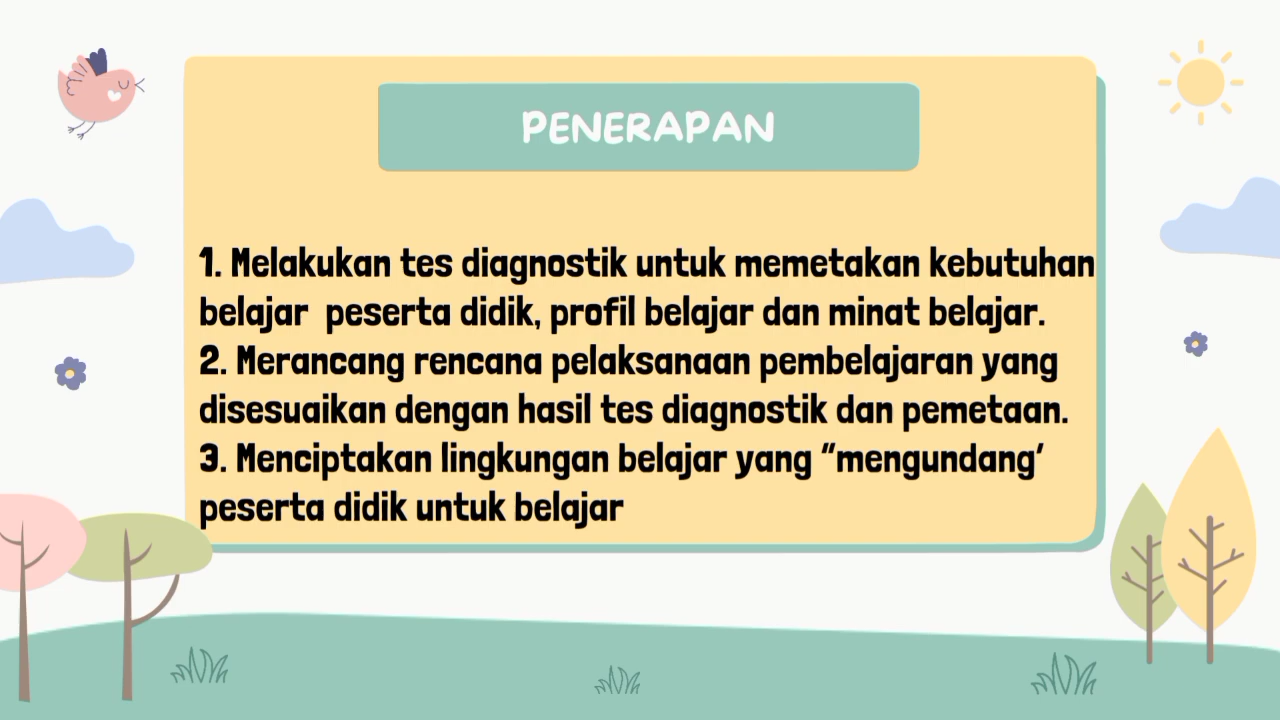 PENERAPAN
1. Melakukan tes diagnostik untuk memetakan kebutuhan
belajar  peserta didik, profil belajar dan minat belajar.
2. Merancang rencana pelaksanaan pembelajaran yang
disesuaikan dengan hasil tes diagnostik dan pemetaan.
3. Menciptakan lingkungan belajar yang “mengundang’
peserta didik untuk belajar